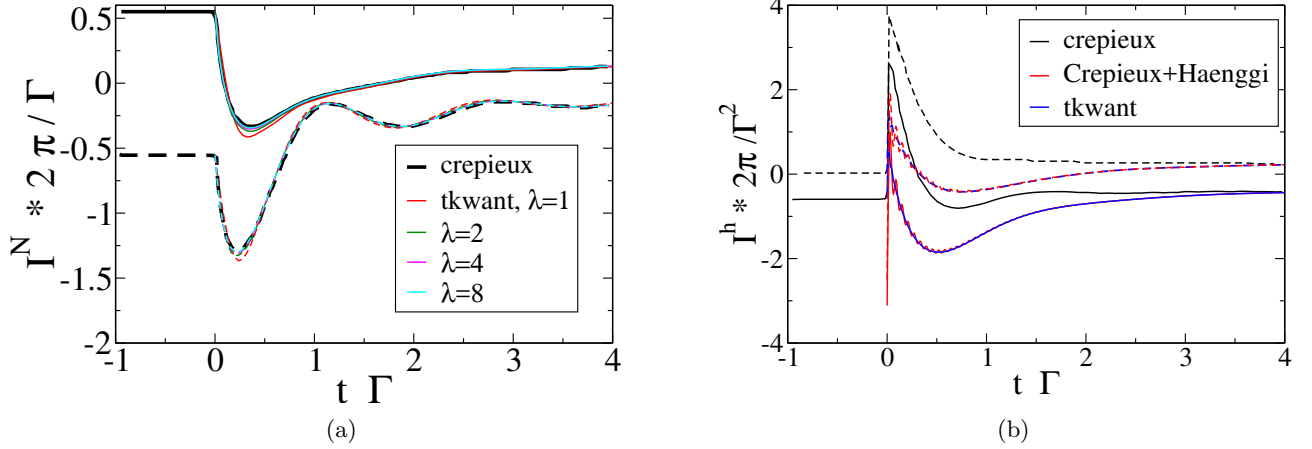 0.5
0
-0.5
-1
-1.5
-2
I^N * 2 π / Γ
crepieux
tkwant, λ=1
λ=2
λ=4
λ=8
-1
0
1
2
3
4
t Γ
(a)
4
2
0
-2
-4
I^h * 2π /Γ^2
crepieux
Crepieux+Haenggi
tkwant
-1
0
1
2
3
4
t Γ
(b)